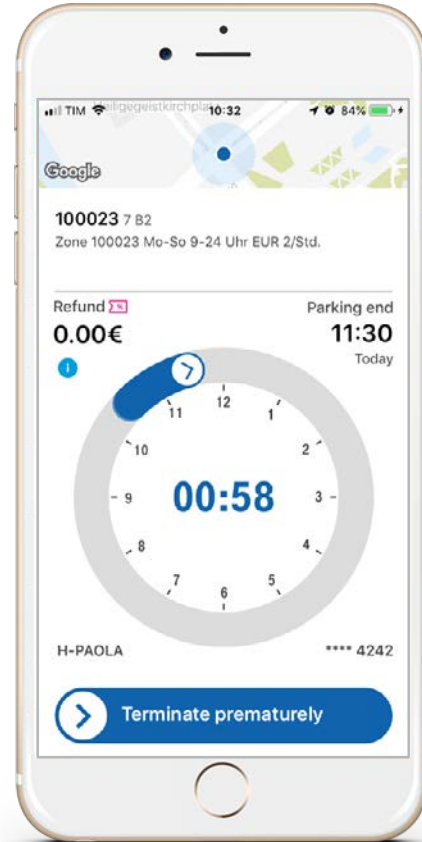 TIM 10:32 84%
Heiligegeistkirchplatz
Google
100023 7 B2
Zone 100023 Mo-So 9-24 Uhr EUR 2/Std.
Refund % Parking end
0.00€ 11:30
i Today
12
11 1
10 2
9 00:58 3
8 4
7 5
6
H-PAOLA **** 4242
Terminate prematurely